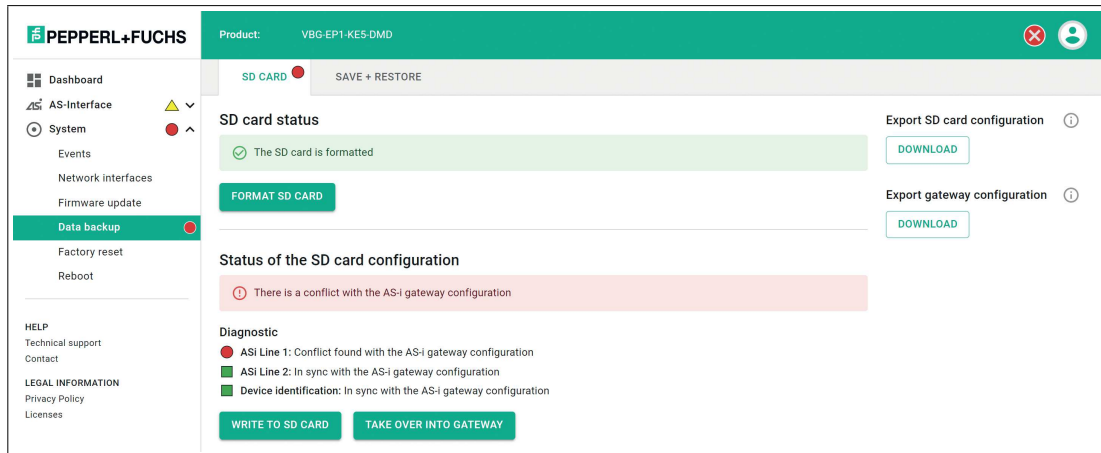 PEPPERL+FUCHS
Product: VBG-EP1-KE5-DMD
Dashboard
AS-Interface
System
Events
Network interfaces
Firmware update
Data backup
Factory reset
Reboot
HELP
Technical support
Contact
LEGAL INFORMATION
Privacy Policy
Licenses
SD CARD SAVE + RESTORE
SD card status
The SD card is formatted
FORMAT SD CARD
Status of the SD card configuration
There is a conflict with the AS-i gateway configuration
Diagnostic
ASi Line 1: Conflict found with the AS-i gateway configuration
ASi Line 2: In sync with the AS-i gateway configuration
Device identification: In sync with the AS-i gateway configuration
WRITE TO SD CARD TAKE OVER INTO GATEWAY
Export SD card configuration
DOWNLOAD
Export gateway configuration
DOWNLOAD